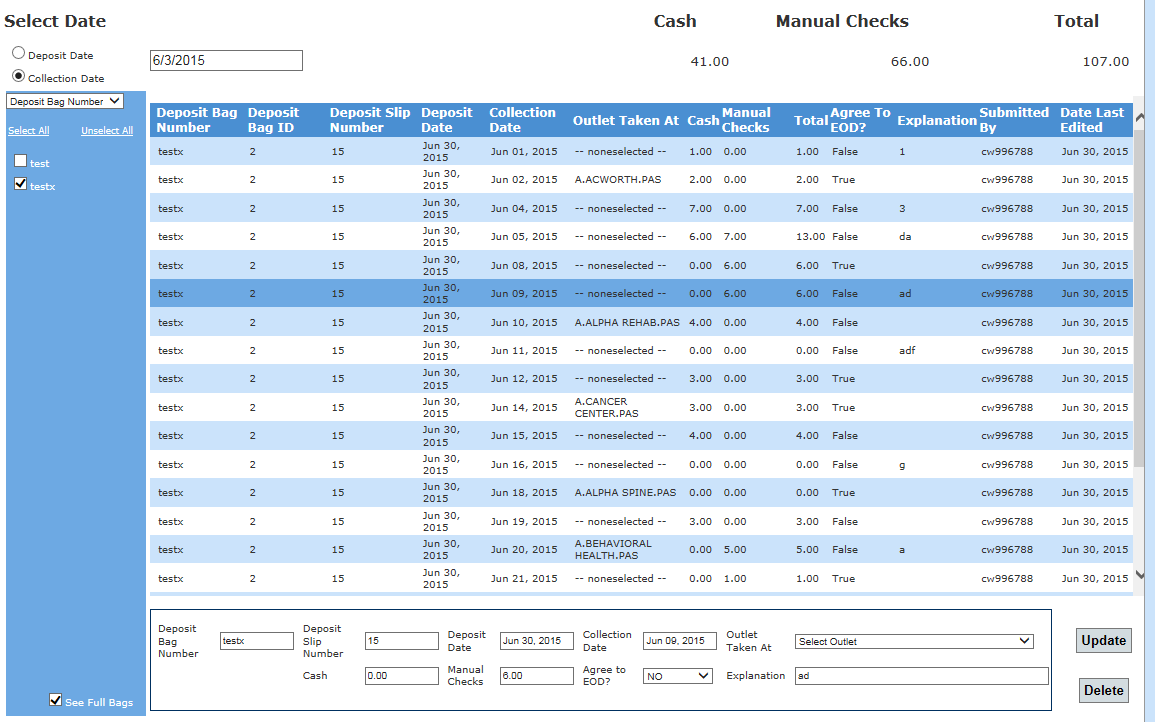 Select Date Cash Manual Checks Total
Deposit Date
Collection Date
6/3/2015 41.00 66.00 107.00
Deposit Bag Number
Select All Unselect All
test
testx
See Full Bags
Deposit Bag Number Deposit Bag ID Deposit Slip Number Deposit Date Collection Date Outlet Taken At Cash Manual Checks Total Agree To EOD? Explanation Submitted By Date Last Edited
testx 2 15 Jun 30, 2015 Jun 01, 2015 -- noneselected -- 1.00 0.00 1.00 False 1 cw996788 Jun 30, 2015
testx 2 15 Jun 30, 2015 Jun 02, 2015 A.ACWORTH.PAS 2.00 0.00 2.00 True cw996788 Jun 30, 2015
testx 2 15 Jun 30, 2015 Jun 04, 2015 -- noneselected -- 7.00 0.00 7.00 False 3 cw996788 Jun 30, 2015
testx 2 15 Jun 30, 2015 Jun 05, 2015 -- noneselected -- 6.00 7.00 13.00 False da cw996788 Jun 30, 2015
testx 2 15 Jun 30, 2015 Jun 08, 2015 -- noneselected -- 0.00 6.00 6.00 True cw996788 Jun 30, 2015
testx 2 15 Jun 30, 2015 Jun 09, 2015 -- noneselected -- 0.00 6.00 6.00 False ad cw996788 Jun 30, 2015
testx 2 15 Jun 30, 2015 Jun 10, 2015 A.ALPHA REHAB.PAS 4.00 0.00 4.00 False cw996788 Jun 30, 2015
testx 2 15 Jun 30, 2015 Jun 11, 2015 -- noneselected -- 0.00 0.00 0.00 False adf cw996788 Jun 30, 2015
testx 2 15 Jun 30, 2015 Jun 12, 2015 -- noneselected -- 3.00 0.00 3.00 True cw996788 Jun 30, 2015
testx 2 15 Jun 30, 2015 Jun 14, 2015 A.CANCER CENTER.PAS 3.00 0.00 3.00 True cw996788 Jun 30, 2015
testx 2 15 Jun 30, 2015 Jun 15, 2015 -- noneselected -- 4.00 0.00 4.00 False cw996788 Jun 30, 2015
testx 2 15 Jun 30, 2015 Jun 16, 2015 -- noneselected -- 0.00 0.00 0.00 False g cw996788 Jun 30, 2015
testx 2 15 Jun 30, 2015 Jun 18, 2015 A.ALPHA SPINE.PAS 0.00 0.00 0.00 True cw996788 Jun 30, 2015
testx 2 15 Jun 30, 2015 Jun 19, 2015 -- noneselected -- 3.00 0.00 3.00 False cw996788 Jun 30, 2015
testx 2 15 Jun 30, 2015 Jun 20, 2015 A.BEHAVIORAL HEALTH.PAS 0.00 5.00 5.00 False a cw996788 Jun 30, 2015
testx 2 15 Jun 30, 2015 Jun 21, 2015 -- noneselected -- 0.00 1.00 1.00 True cw996788 Jun 30, 2015
Deposit Bag Number testx Deposit Slip Number 15 Deposit Date Jun 30, 2015 Collection Date Jun 09, 2015 Outlet Taken At Select Outlet Update
Cash 0.00 Manual Checks 6.00 Agree to EOD? NO Explanation ad
Delete